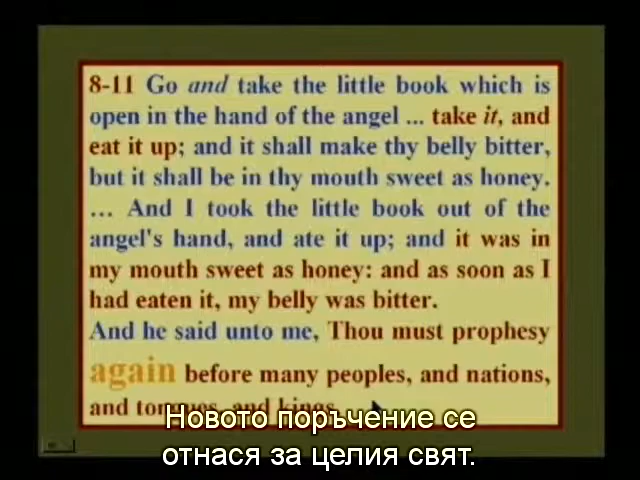 8-11 Go and take the little book which is
open in the hand of the angel ... take it, and
eat it up; and it shall make thy belly bitter,
but it shall be in thy mouth sweet as honey.
... And I took the little book out of the
angel's hand, and ate it up; and it was in
my mouth sweet as honey: and as soon as I
had eaten it, my belly was bitter.
And he said unto me, Thou must prophesy
again before many peoples, and nations,
and tongues, and kings.
Новото поръчение се
отнася за целия свят.